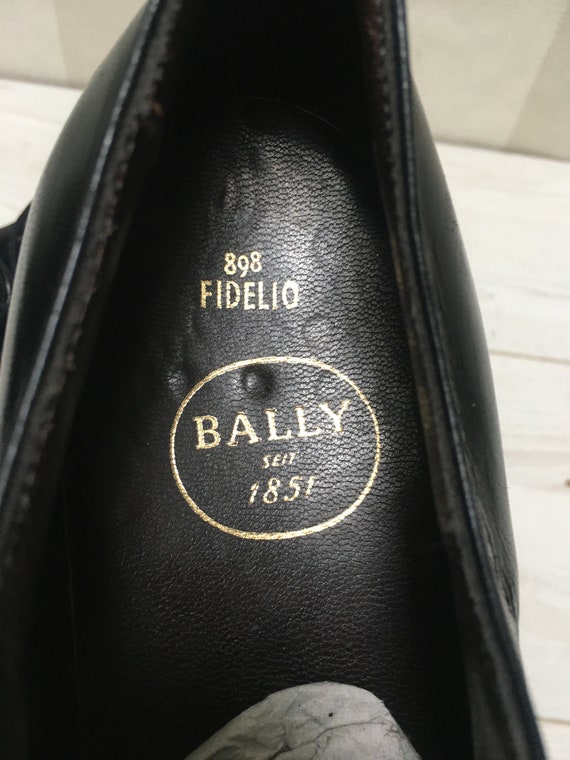 898
FIDELIO
BALLY
SEIT
1851